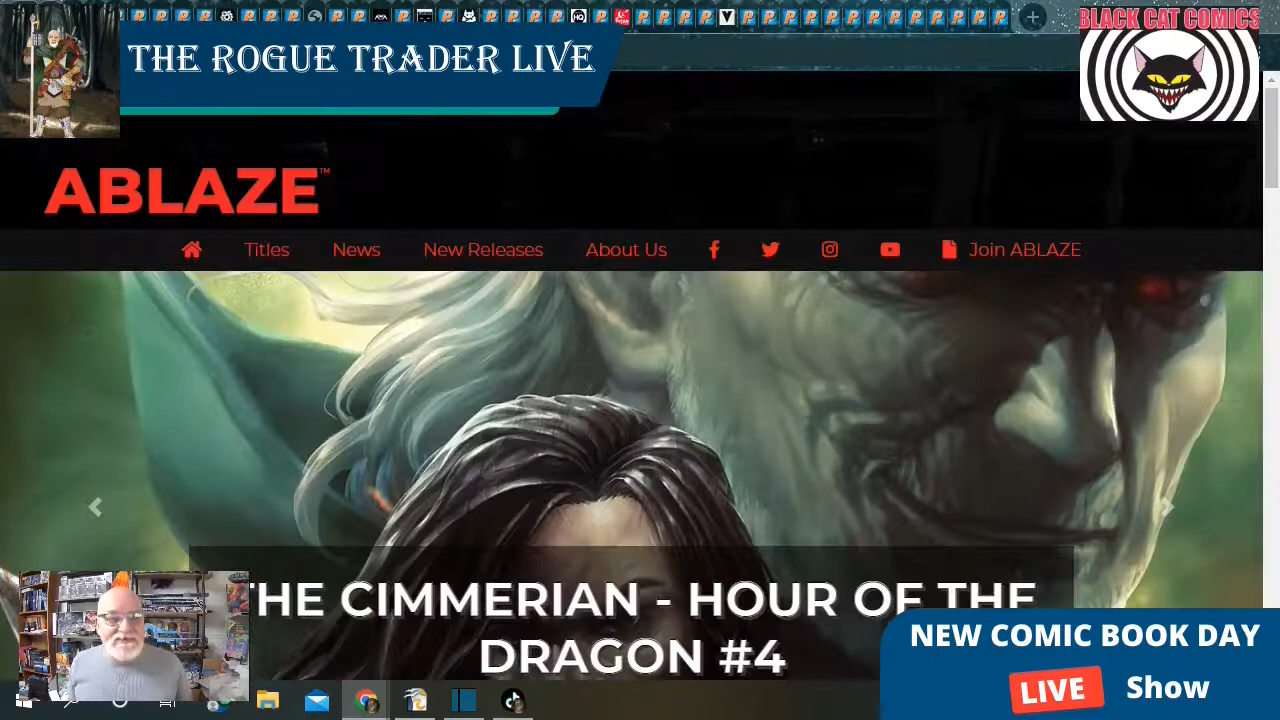 THE ROGUE TRADER LIVE
BLACK CAT COMICS
ABLAZE™
Titles News New Releases About Us Join ABLAZE
THE CIMMERIAN - HOUR OF THE
DRAGON #4
NEW COMIC BOOK DAY
LIVE Show